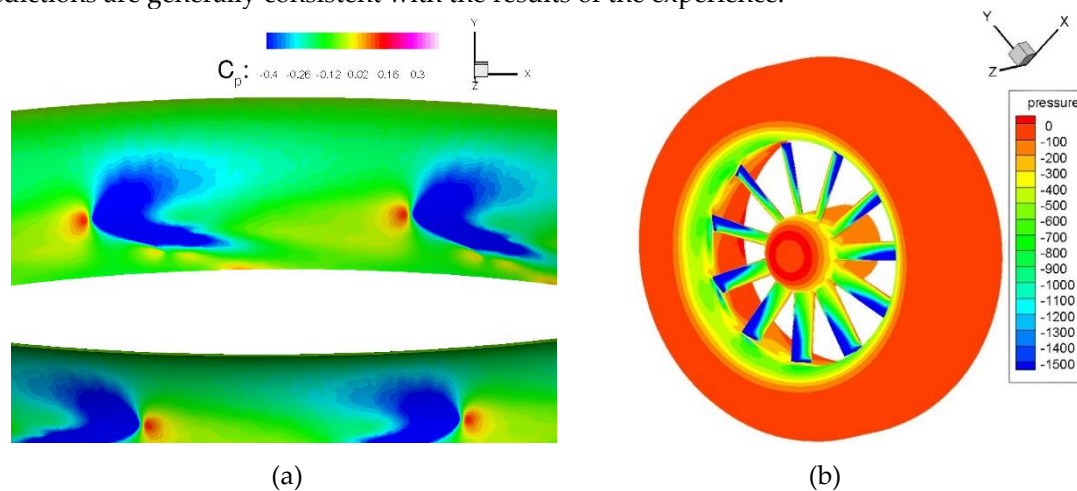 dictions are generally consistent with the results of the experience.
Y
X
Z
Cp: -0.4 -0.26 -0.12 0.02 0.16 0.3
Y
X
Z
pressure
0
-100
-200
-300
-400
-600
-700
-800
-900
-1000
-1100
-1200
-1300
-1400
-1500
(a)
(b)